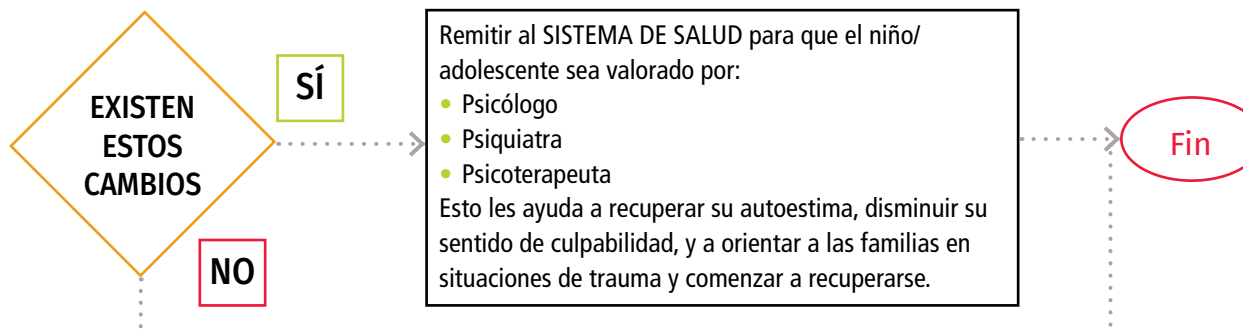 EXISTEN
ESTOS
CAMBIOS
SÍ
NO
Remitir al SISTEMA DE SALUD para que el niño/
adolescente sea valorado por:
• Psicólogo
• Psiquiatra
• Psicoterapeuta
Esto les ayuda a recuperar su autoestima, disminuir su
sentido de culpabilidad, y a orientar a las familias en
situaciones de trauma y comenzar a recuperarse.
Fin